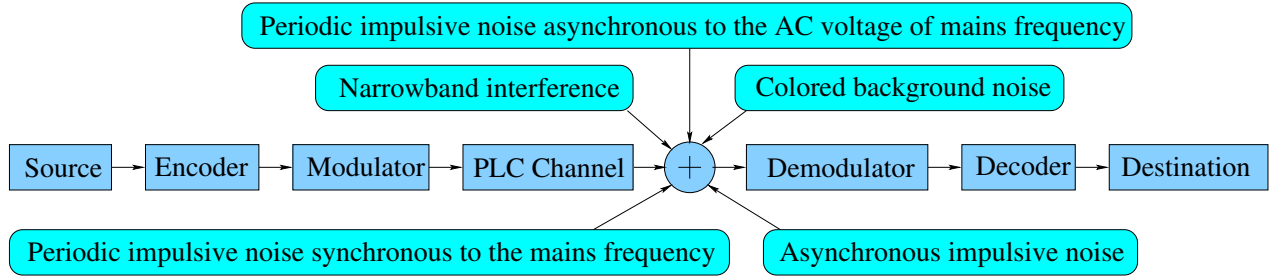 Periodic impulsive noise asynchronous to the AC voltage of mains frequency
Narrowband interference
Colored background noise
Source
Encoder
Modulator
PLC Channel
+
Demodulator
Decoder
Destination
Periodic impulsive noise synchronous to the mains frequency
Asynchronous impulsive noise